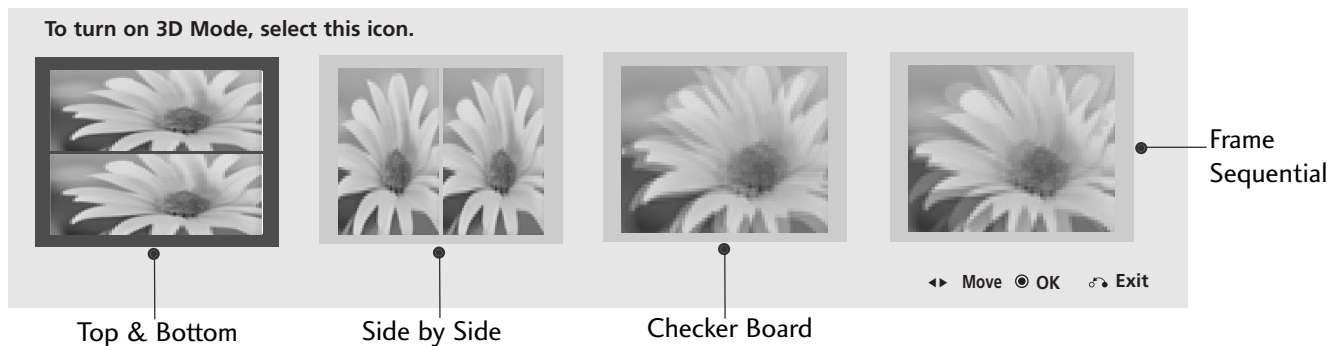 To turn on 3D Mode, select this icon.
Frame
Sequential
Move OK Exit
Top & Bottom
Side by Side
Checker Board